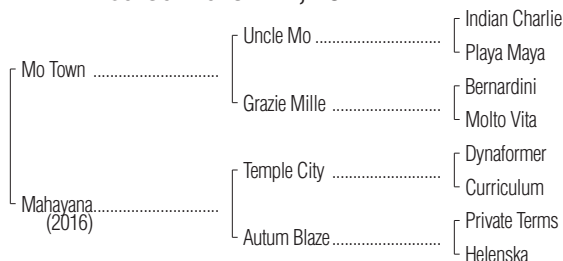 Indian Charlie
Uncle Mo
Playa Maya
Mo Town
Bernardini
Grazie Mille
Molto Vita
Dynaformer
Temple City
Curriculum
Mahayana
(2016)
Private Terms
Autum Blaze
Helenska